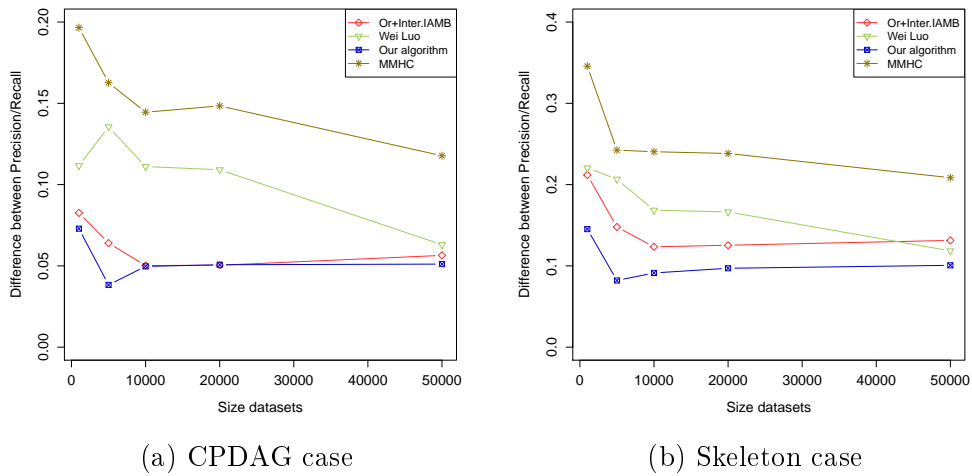 Or+Inter.IAMB
Wei Luo
Our algorithm
MMHC
Difference between Precision/Recall
0.00
0.05
0.10
0.15
0.20
0
10000
20000
30000
40000
50000
Size datasets
(a) CPDAG case
Or+Inter.IAMB
Wei Luo
Our algorithm
MMHC
Difference between Precision/Recall
0.0
0.1
0.2
0.3
0.4
0
10000
20000
30000
40000
50000
Size datasets
(b) Skeleton case